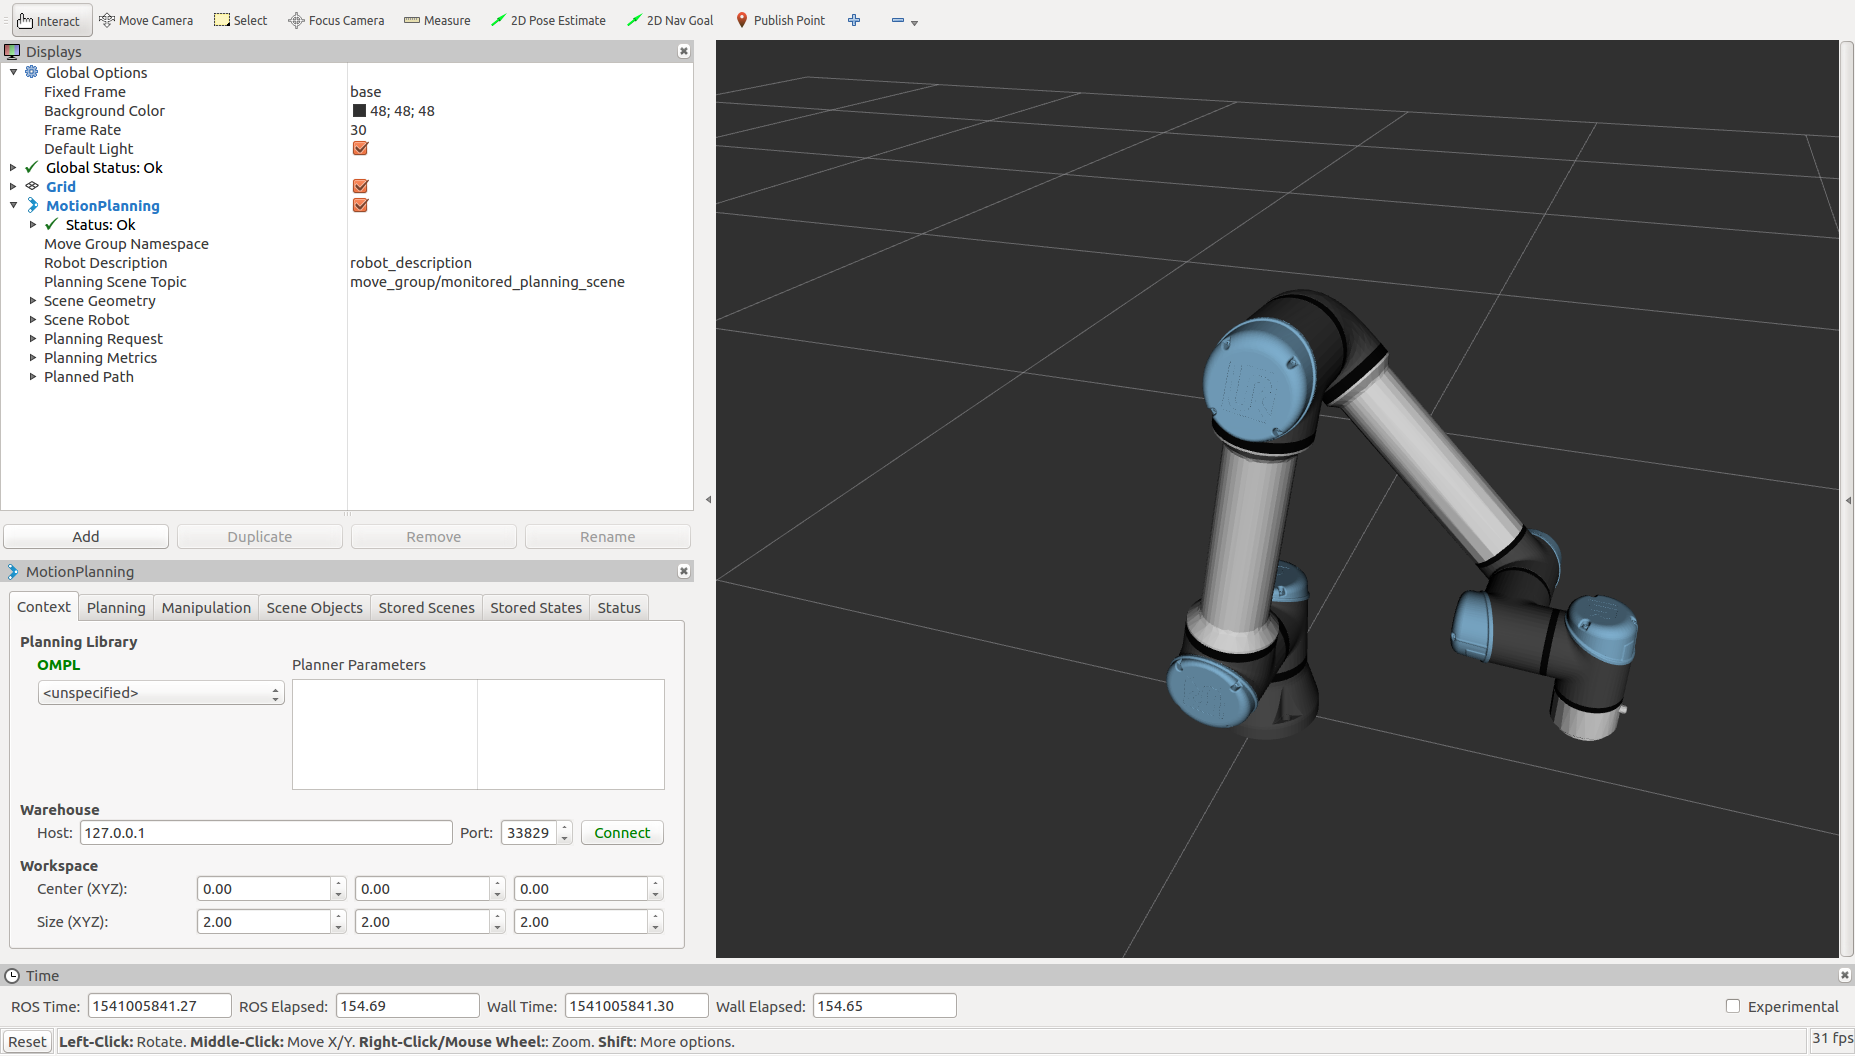 Interact Move Camera Select Focus Camera Measure 2D Pose Estimate 2D Nav Goal Publish Point
Displays
Global Options
Fixed Frame base
Background Color 48; 48; 48
Frame Rate 30
Default Light
Global Status: Ok
Grid
MotionPlanning
Status: Ok
Move Group Namespace
Robot Description robot_description
Planning Scene Topic move_group/monitored_planning_scene
Scene Geometry
Scene Robot
Planning Request
Planning Metrics
Planned Path
Add Duplicate Remove Rename
MotionPlanning
Context Planning Manipulation Scene Objects Stored Scenes Stored States Status
Planning Library
OMPL Planner Parameters
<unspecified>
Warehouse
Host: 127.0.0.1 Port: 33829 Connect
Workspace
Center (XYZ): 0.00 0.00 0.00
Size (XYZ): 2.00 2.00 2.00
Time
ROS Time: 1541005841.27 ROS Elapsed: 154.69 Wall Time: 1541005841.30 Wall Elapsed: 154.65 Experimental
Reset Left-Click: Rotate. Middle-Click: Move X/Y. Right-Click/Mouse Wheel:: Zoom. Shift: More options. 31 fps